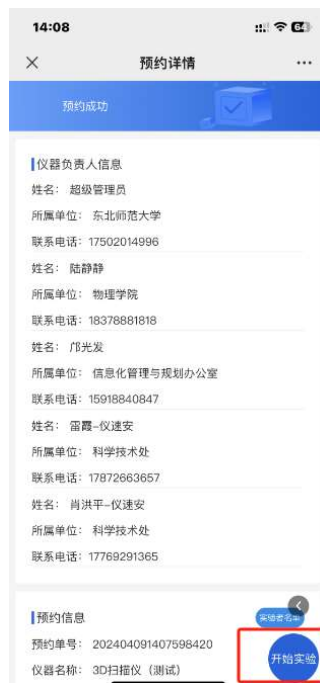 14:08
64
预约详情
预约成功
仪器负责人信息
姓名: 超级管理员
所属单位: 东北师范大学
联系电话: 17502014996
姓名: 陆静静
所属单位: 物理学院
联系电话: 18378881818
姓名: 邝光发
所属单位: 信息化管理与规划办公室
联系电话: 15918840847
姓名: 雷霞-仪速安
所属单位: 科学技术处
联系电话: 17872663657
姓名: 肖洪平-仪速安
所属单位: 科学技术处
联系电话: 17769291365
预约信息
实验者名单
预约单号: 202404091407598420
开始实验
仪器名称: 3D扫描仪（测试）